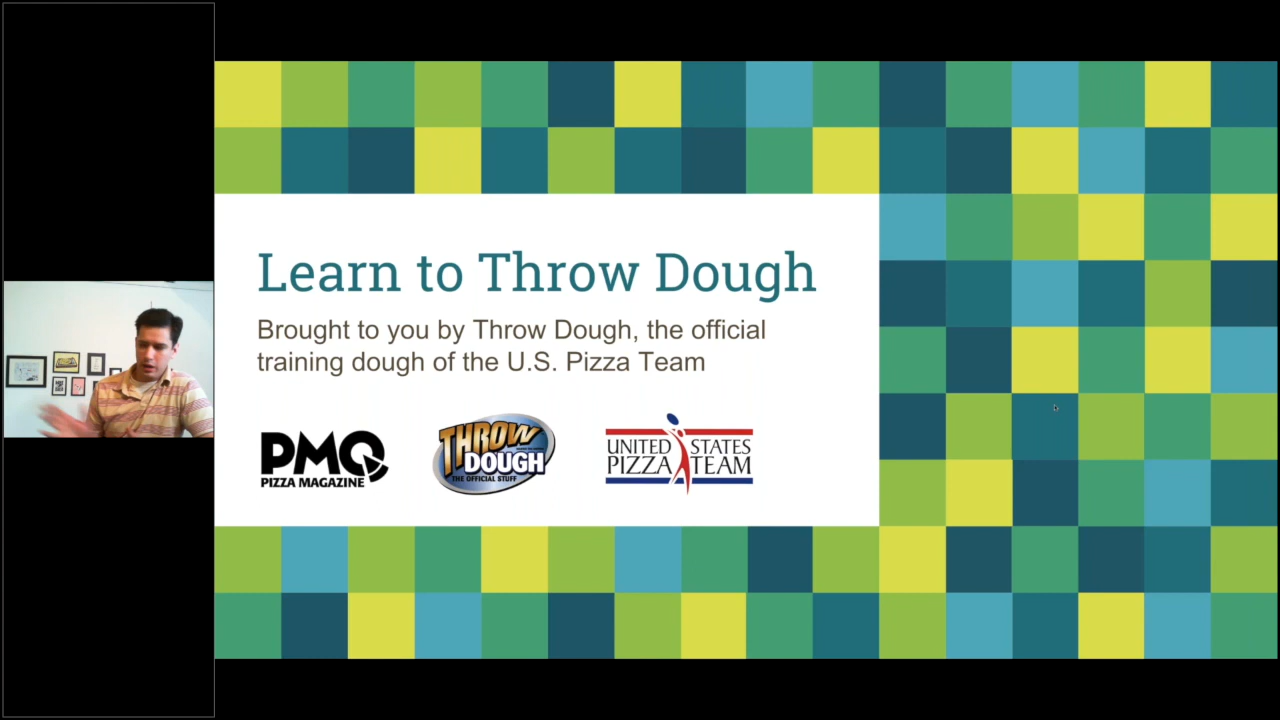 Learn to Throw Dough
Brought to you by Throw Dough, the official
training dough of the U.S. Pizza Team
PMQ
PIZZA MAGAZINE
THROW
DOUGH
THE OFFICIAL STUFF
UNITED STATES
PIZZA TEAM